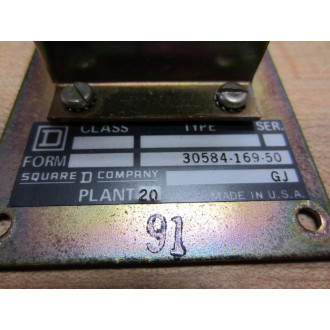 CLASS TYPE SER.
D
FORM 30584-169-50
SQUARE D COMPANY GJ
PLANT 20 MADE IN U.S.A.
91